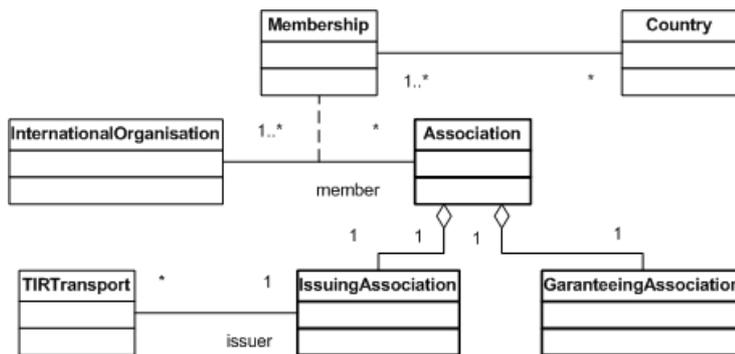 Membership
Country
1..*
*
InternationalOrganisation
1..*
*
Association
member
1
1
1
1
TIRTransport
*
1
IssuingAssociation
GaranteeingAssociation
issuer